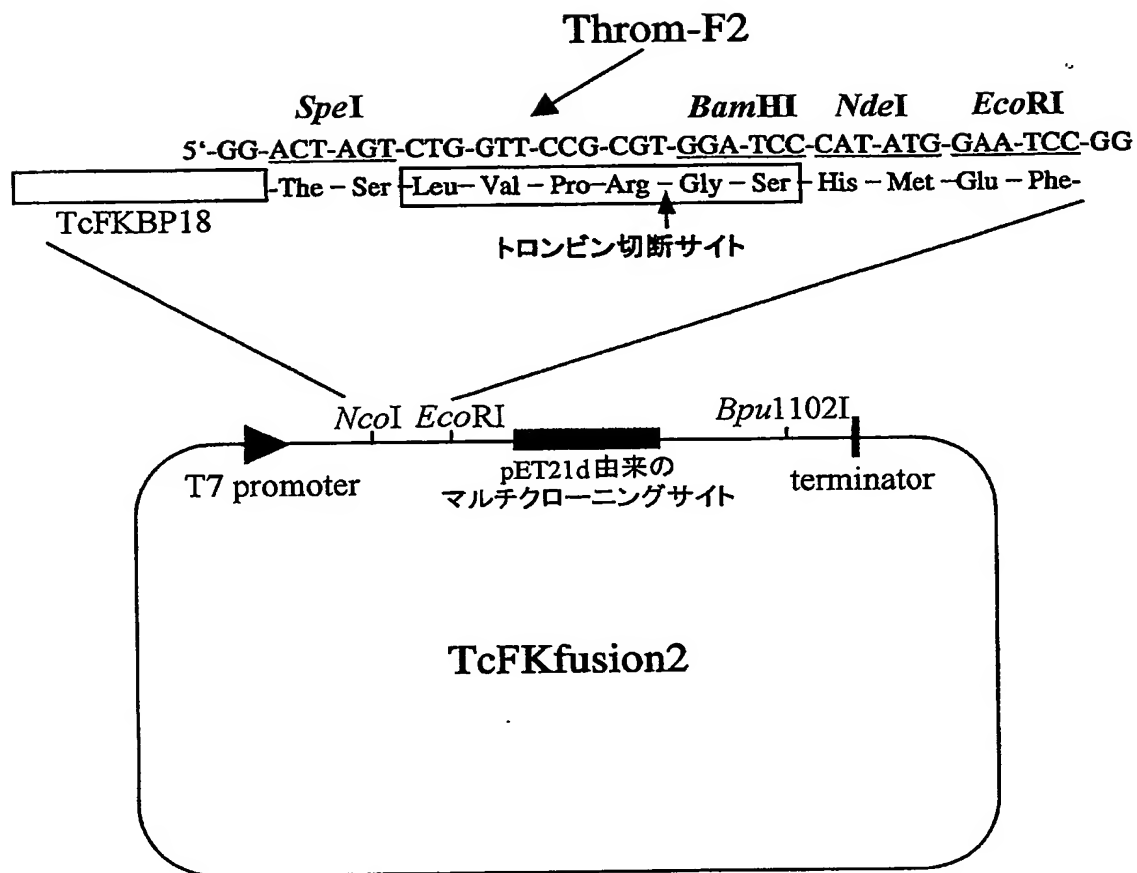 Throm-F2
SpeI BamHI NdeI EcoRI
5‘-GG-ACT-AGT-CTG-GTT-CCG-CGT-GGA-TCC-CAT-ATG-GAA-TCC-GG
-The – Ser -Leu – Val – Pro – Arg – Gly – Ser – His – Met – Glu – Phe-
TcFKBP18
トロンビン切断サイト
NcoI EcoRI Bpu1102I
T7 promoter
pET21d由来の
マルチクローニングサイト
terminator
TcFKfusion2